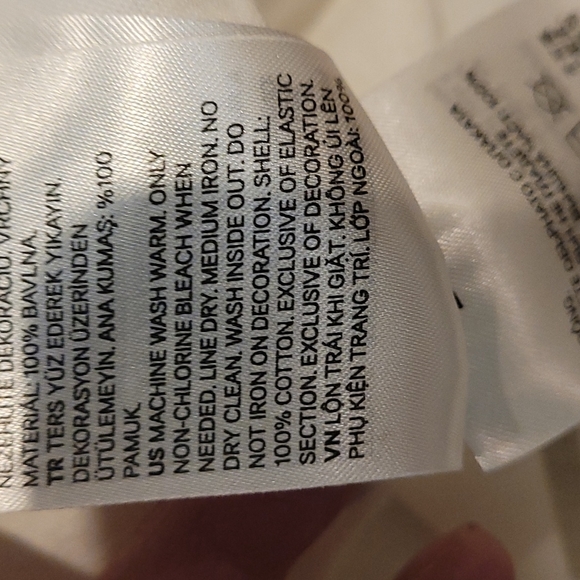 NEZEHLITE DEKORÁCIU. VRCHNÝ
MATERIÁL: 100% BAVLNA.
TR TERS YÜZ EDEREK YIKAYIN.
DEKORASYON ÜZERİNDEN
ÜTÜLEMEYİN. ANA KUMAŞ: %100
PAMUK.
US MACHINE WASH WARM. ONLY
NON-CHLORINE BLEACH WHEN
NEEDED. LINE DRY. MEDIUM IRON. NO
DRY CLEAN. WASH INSIDE OUT. DO
NOT IRON ON DECORATION. SHELL:
100% COTTON. EXCLUSIVE OF ELASTIC
SECTION. EXCLUSIVE OF DECORATION.
VN LỘN TRÁI KHI GIẶT. KHÔNG ỦI LÊN
PHỤ KIỆN TRANG TRÍ. LỚP NGOÀI: 100%